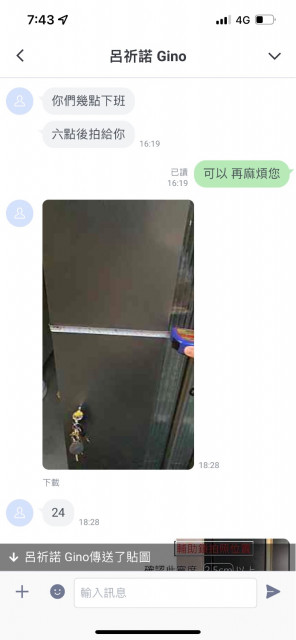 7:43
4G
呂祈諾 Gino
你們幾點下班
六點後拍給你
16:19
已讀
16:19
可以 再麻煩您
18:28
下載
24
18:28
呂祈諾 Gino傳送了貼圖
輸入訊息